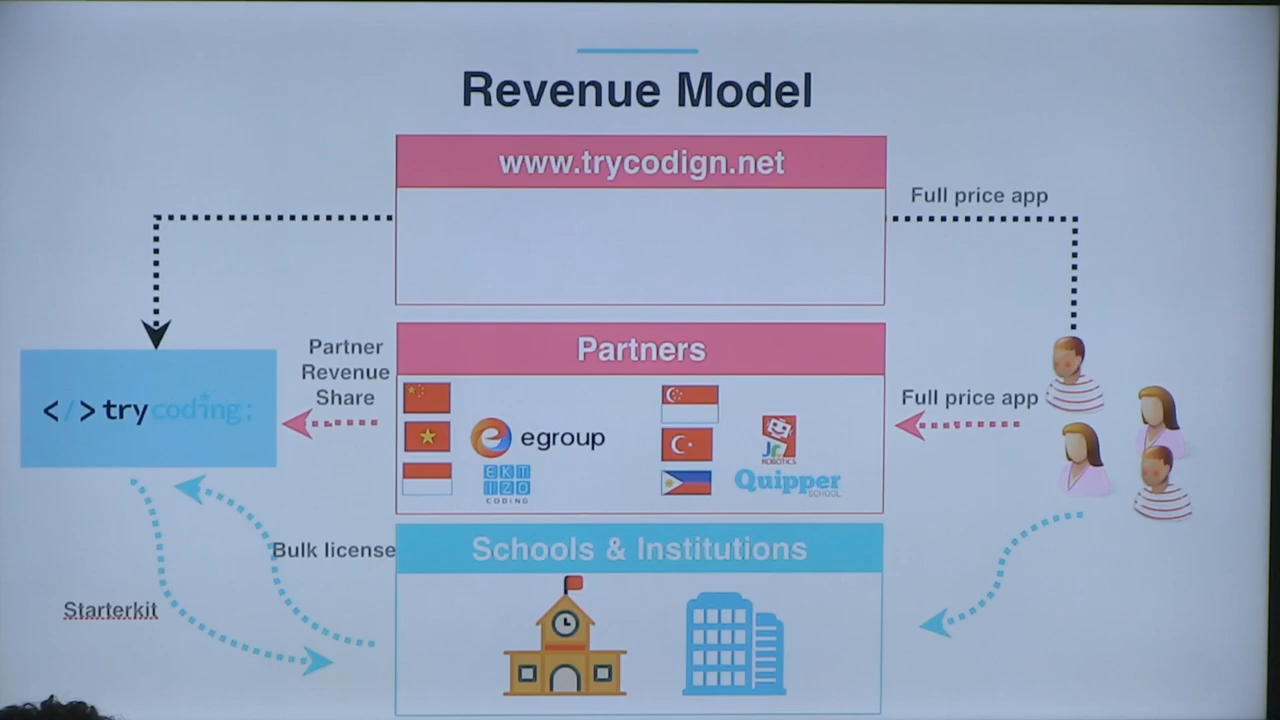 Revenue Model
www.trycodign.net
Full price app
Partner
Revenue
Share
Partners
Full price app
</>trycoding;
egroup
EKT
IZO
CODING
Jr.
ROBOTICS
Quipper
SCHOOL
Bulk license
Schools & Institutions
Starterkit